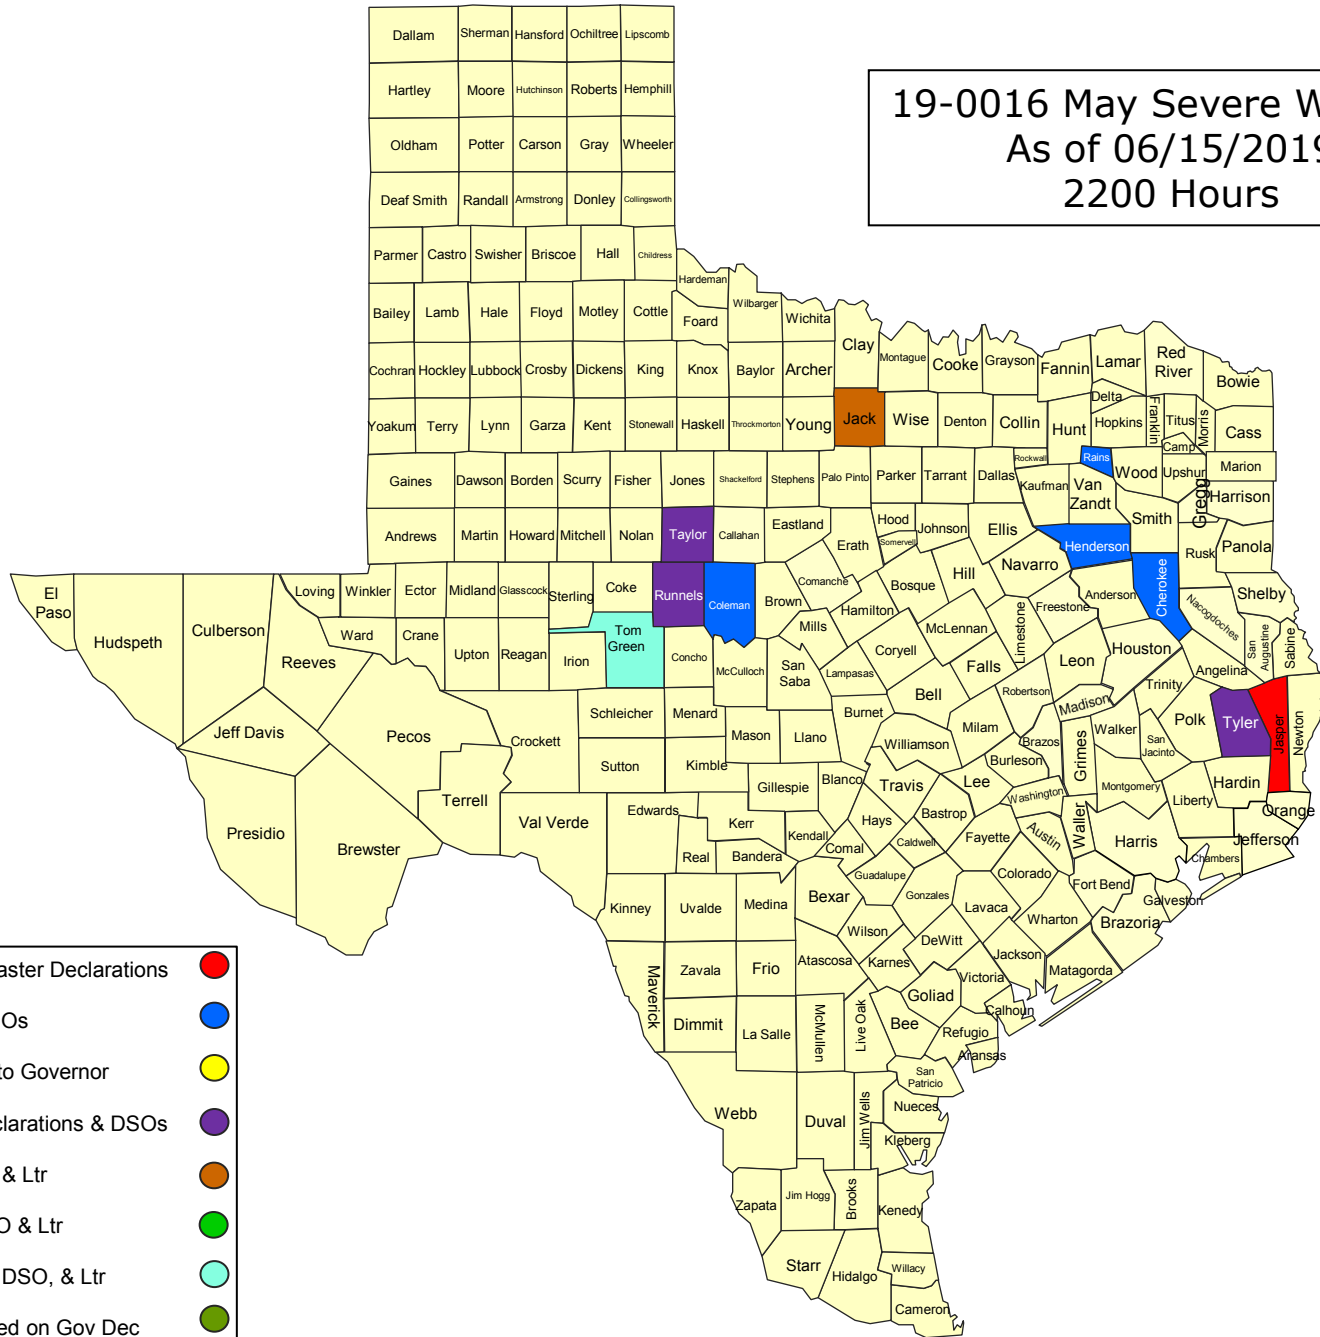 19-0016 May Severe W
As of 06/15/2019
2200 Hours
Dallam Sherman Hansford Ochiltree Lipscomb
Hartley Moore Hutchinson Roberts Hemphill
Oldham Potter Carson Gray Wheeler
Deaf Smith Randall Armstrong Donley Collingsworth
Parmer Castro Swisher Briscoe Hall Childress
Hardeman
Bailey Lamb Hale Floyd Motley Cottle Foard Wilbarger Wichita
Clay Montague Cooke Grayson Fannin Lamar Red
River Bowie
Cochran Hockley Lubbock Crosby Dickens King Knox Baylor Archer
Delta
Yoakum Terry Lynn Garza Kent Stonewall Haskell Throckmorton Young Jack Wise Denton Collin Hunt Hopkins Franklin Titus Morris Cass
Camp
Rockwall Rains
Gaines Dawson Borden Scurry Fisher Jones Shackelford Stephens Palo Pinto Parker Tarrant Dallas Kaufman Van
Zandt Wood Upshur Marion
Gregg Harrison
Andrews Martin Howard Mitchell Nolan Taylor Callahan Eastland Erath Hood Somervell Johnson Ellis Henderson Smith Rusk Panola
El
Paso Hudspeth Culberson Loving Winkler Ector Midland Glasscock Sterling Coke Runnels Coleman Brown Comanche Hamilton Bosque Hill Navarro Freestone Anderson Cherokee Nacogdoches Shelby
Reeves Ward Crane Upton Reagan Irion Tom
Green Concho McCulloch San
Saba Mills Lampasas Coryell McLennan Limestone Falls Leon Houston Angelina San
Augustine Sabine
Jeff Davis Pecos Crockett Schleicher Menard Mason Llano Burnet Bell Milam Robertson Madison Trinity Walker Polk Tyler Jasper Newton
Sutton Kimble Gillespie Blanco Williamson Travis Lee Burleson Brazos Grimes San
Jacinto
Presidio Brewster Terrell Val Verde Edwards Kerr Kendall Hays Bastrop Washington Montgomery Liberty Hardin Orange
Real Bandera Comal Caldwell Fayette Austin Waller Harris Jefferson
Chambers
Kinney Uvalde Medina Bexar Guadalupe Gonzales Lavaca Colorado Fort Bend Galveston
Wilson Wharton Brazoria
Maverick Zavala Frio Atascosa Karnes DeWitt Jackson Matagorda
Victoria
Dimmit La Salle McMullen Live Oak Bee Goliad Refugio Calhoun
Aransas
San
Patricio
Webb Duval Jim Wells Nueces
Kleberg
Zapata Jim Hogg Brooks Kenedy
Starr Hidalgo Willacy
Cameron
aster Declarations
Os
to Governor
clarations & DSOs
& Ltr
O & Ltr
DSO, & Ltr
ed on Gov Dec